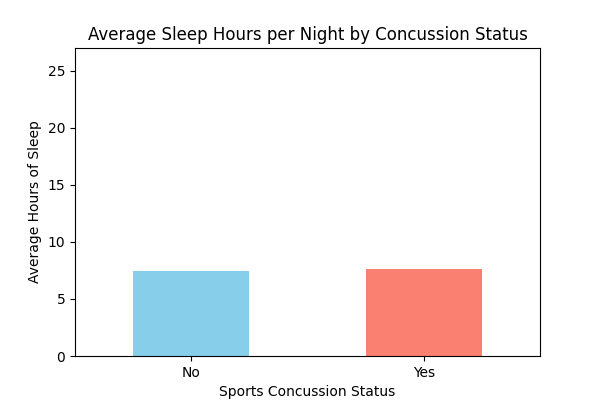 Average Sleep Hours per Night by Concussion Status
Average Hours of Sleep
25
20
15
10
5
0
No
Yes
Sports Concussion Status